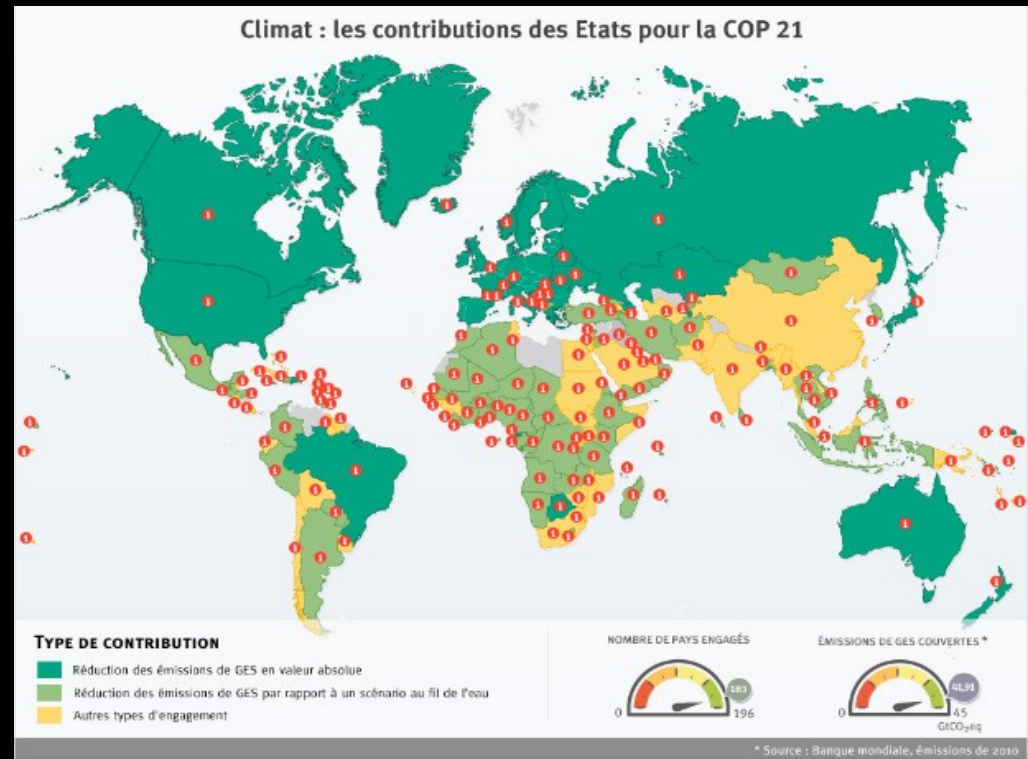 Climat : les contributions des Etats pour la COP 21
TYPE DE CONTRIBUTION
Réduction des émissions de GES en valeur absolue
Réduction des émissions de GES par rapport à un scénario au fil de l'eau
Autres types d'engagement
NOMBRE DE PAYS ENGAGÉS
183
0 196
ÉMISSIONS DE GES COUVERTES *
41,91
0 45
GtCO₂eq
* Source : Banque mondiale, émissions de 2010